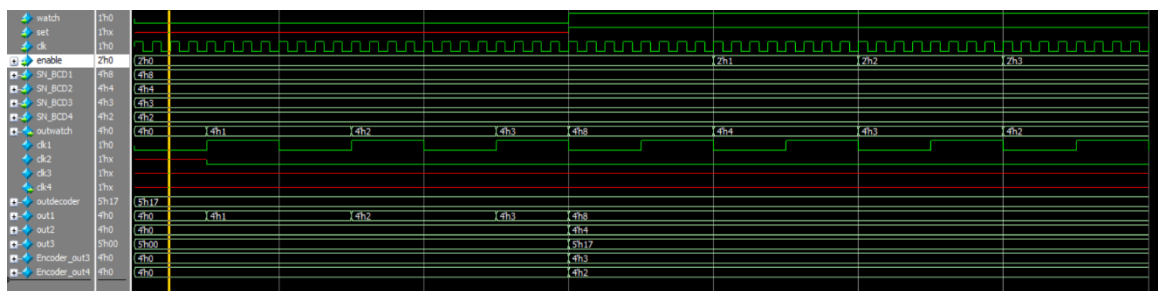 watch 1'h0
set 1'hx
clk 1'h0
enable 2'h0 2'h0 2'h1 2'h2 2'h3
SN_BCD1 4'h8 4'h8
SN_BCD2 4'h4 4'h4
SN_BCD3 4'h3 4'h3
SN_BCD4 4'h2 4'h2
outwatch 4'h0 4'h0 4'h1 4'h2 4'h3 4'h8 4'h4 4'h3 4'h2
clk1 1'h0
clk2 1'hx
clk3 1'hx
clk4 1'hx
outdecoder 5'h17 5'h17
out1 4'h0 4'h0 4'h1 4'h2 4'h3 4'h8
out2 4'h0 4'h0 4'h4
out3 5'h00 5'h00 5'h17
Encoder_out3 4'h0 4'h0 4'h3
Encoder_out4 4'h0 4'h0 4'h2